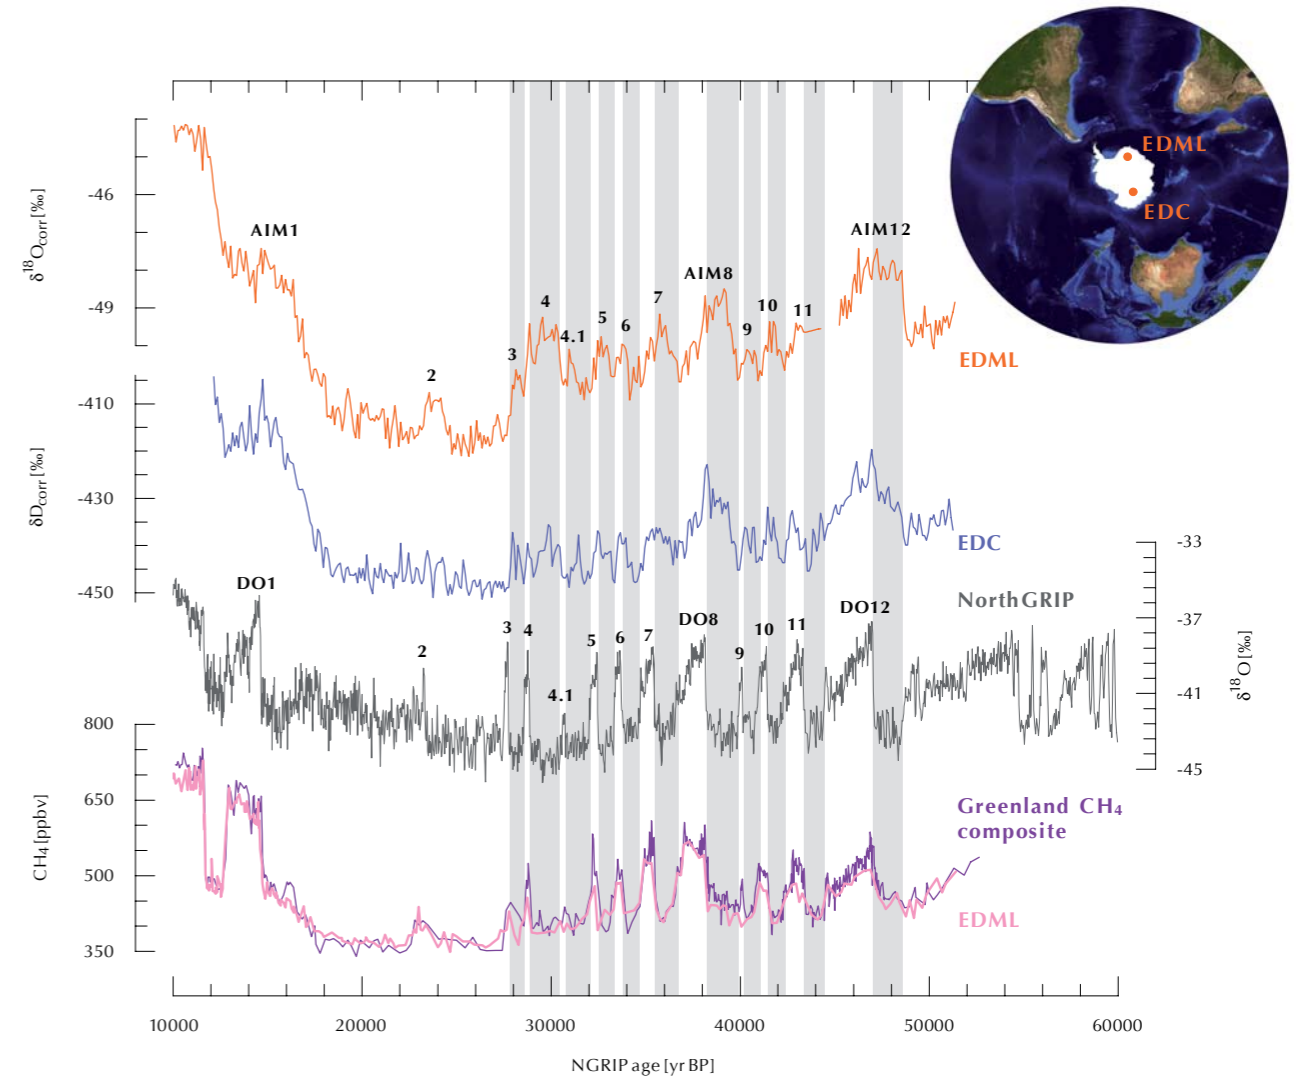 EDML
EDC
-46
-49
δ18Ocorr [‰]
AIM1
2
3
4
4.1
5
6
7
AIM8
9
10
11
AIM12
EDML
-410
-430
-450
δDcorr [‰]
EDC
-33
-37
-41
-45
δ18O [‰]
NorthGRIP
DO1
2
3
4
4.1
5
6
7
DO8
9
10
11
DO12
800
650
500
350
CH4 [ppbv]
Greenland CH4
composite
EDML
10000 20000 30000 40000 50000 60000
NGRIP age [yr BP]